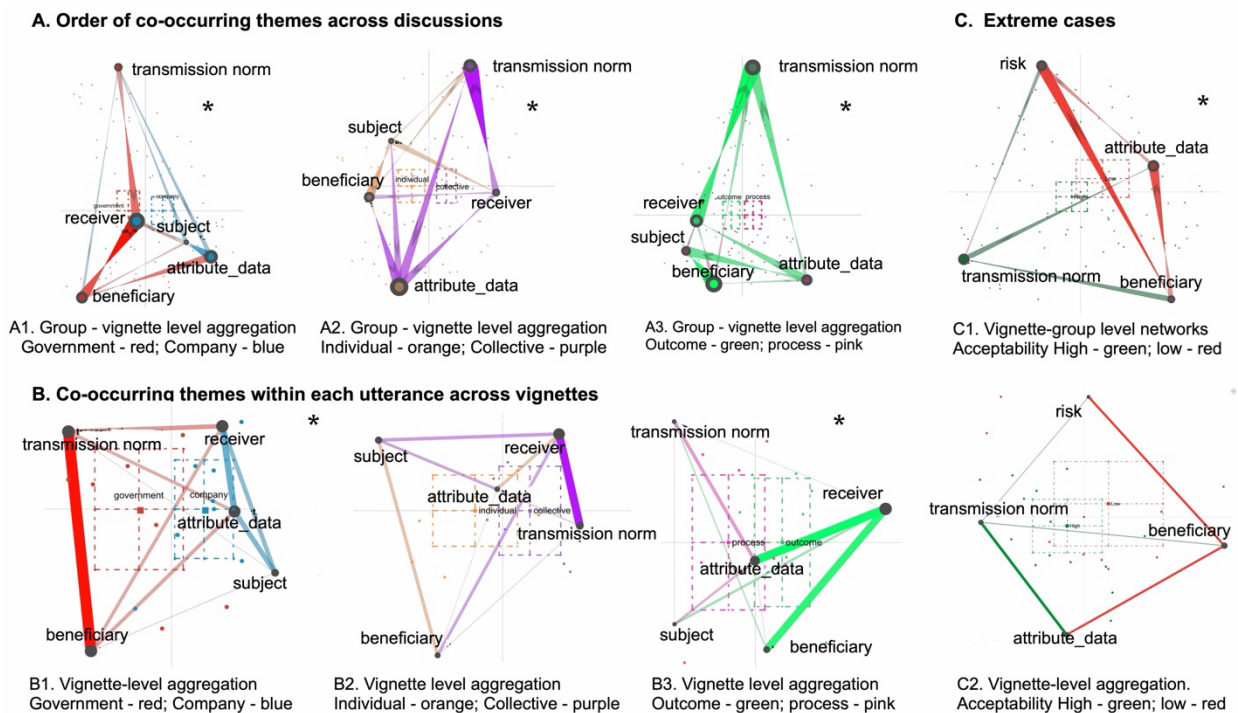 A. Order of co-occurring themes across discussions
transmission norm
*
government
company
receiver
subject
attribute_data
beneficiary
A1. Group - vignette level aggregation
Government - red; Company - blue
transmission norm
*
subject
individual
collective
beneficiary
receiver
attribute_data
A2. Group - vignette level aggregation
Individual - orange; Collective - purple
transmission norm
*
outcome
process
receiver
subject
beneficiary
attribute_data
A3. Group - vignette level aggregation
Outcome - green; process - pink
C. Extreme cases
risk
*
attribute_data
Low
High
transmission norm
beneficiary
C1. Vignette-group level networks
Acceptability High - green; low - red
B. Co-occurring themes within each utterance across vignettes
*
transmission norm
receiver
government
company
attribute_data
subject
beneficiary
B1. Vignette-level aggregation
Government - red; Company - blue
subject
receiver
attribute_data
individual
collective
transmission norm
beneficiary
B2. Vignette level aggregation
Individual - orange; Collective - purple
*
transmission norm
receiver
process
outcome
attribute_data
subject
beneficiary
B3. Vignette level aggregation
Outcome - green; process - pink
risk
Low
transmission norm
High
beneficiary
attribute_data
C2. Vignette-level aggregation.
Acceptability High - green; low - red